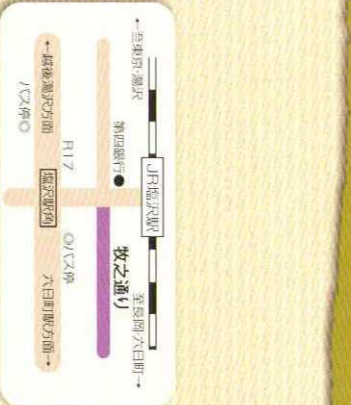 ←至東京・湯沢
JR塩沢駅
至長岡・六日町→
第四銀行●
牧之通り
R17
◎バス停
←越後湯沢方面
塩沢駅角
六日町駅方面→
バス停◎